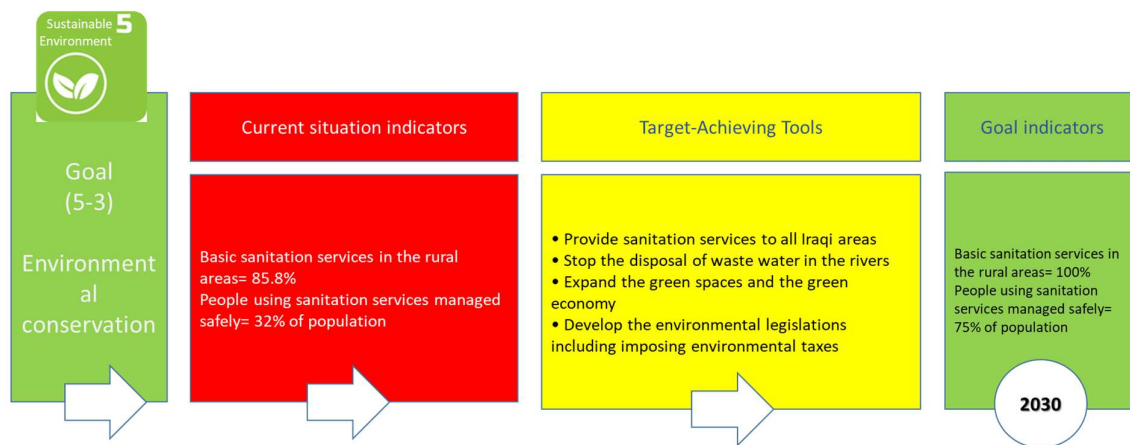 Sustainable 5
Environment
Goal
(5-3)
Environment
al
conservation
Current situation indicators
Basic sanitation services in the rural
areas= 85.8%
People using sanitation services managed
safely= 32% of population
Target-Achieving Tools
• Provide sanitation services to all Iraqi areas
• Stop the disposal of waste water in the rivers
• Expand the green spaces and the green
economy
• Develop the environmental legislations
including imposing environmental taxes
Goal indicators
Basic sanitation services in
the rural areas= 100%
People using sanitation
services managed safely=
75% of population
2030